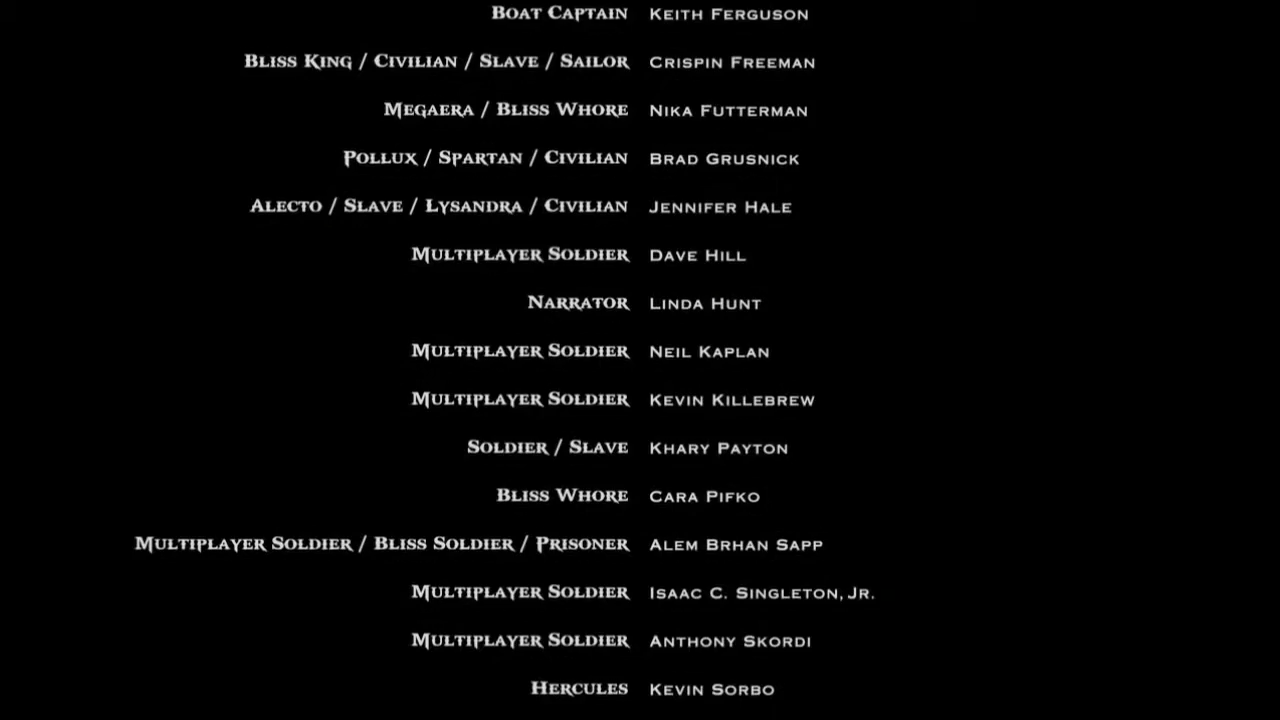 Boat Captain Keith Ferguson
Bliss King / Civilian / Slave / Sailor Crispin Freeman
Megaera / Bliss Whore Nika Futterman
Pollux / Spartan / Civilian Brad Grusnick
Alecto / Slave / Lysandra / Civilian Jennifer Hale
Multiplayer Soldier Dave Hill
Narrator Linda Hunt
Multiplayer Soldier Neil Kaplan
Multiplayer Soldier Kevin Killebrew
Soldier / Slave Khary Payton
Bliss Whore Cara Pifko
Multiplayer Soldier / Bliss Soldier / Prisoner Alem Brhan Sapp
Multiplayer Soldier Isaac C. Singleton, Jr.
Multiplayer Soldier Anthony Skordi
Hercules Kevin Sorbo